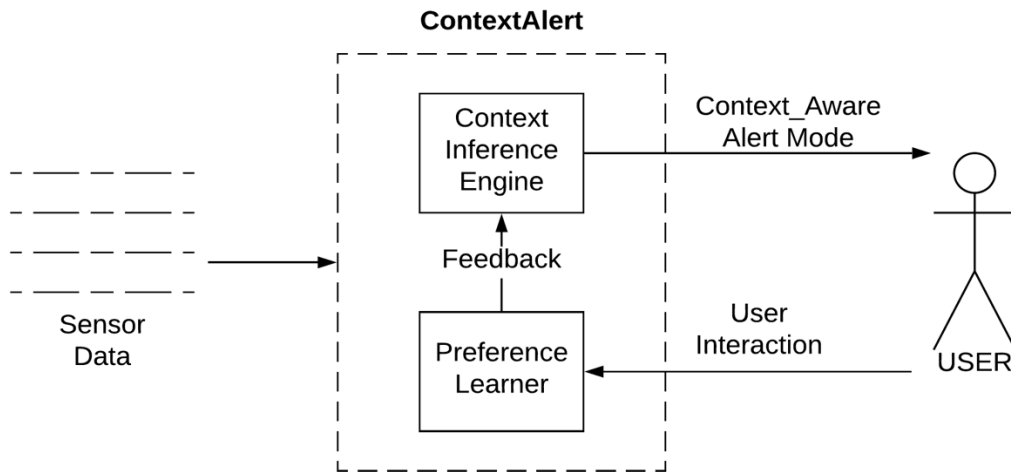 ContextAlert
Context
Inference
Engine
Context_Aware
Alert Mode
Feedback
Sensor
Data
Preference
Learner
User
Interaction
USER